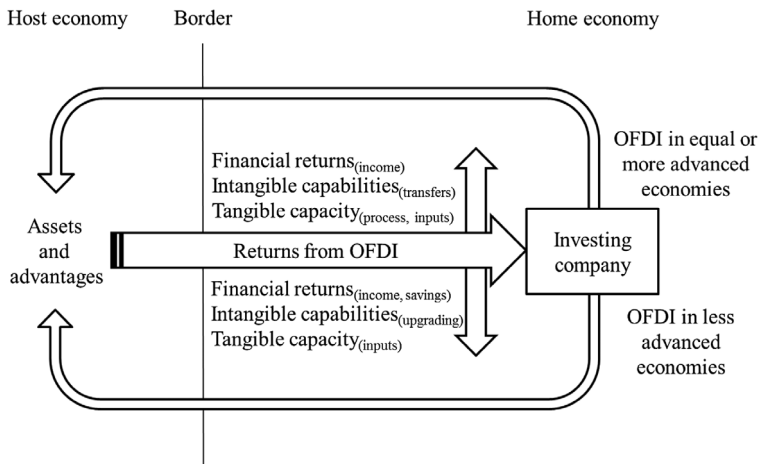 Host economy
Border
Home economy
OFDI in equal or
more advanced
economies
Financial returns(income)
Intangible capabilities(transfers)
Tangible capacity(process, inputs)
Assets
and
advantages
Returns from OFDI
Investing
company
Financial returns(income, savings)
Intangible capabilities(upgrading)
Tangible capacity(inputs)
OFDI in less
advanced
economies